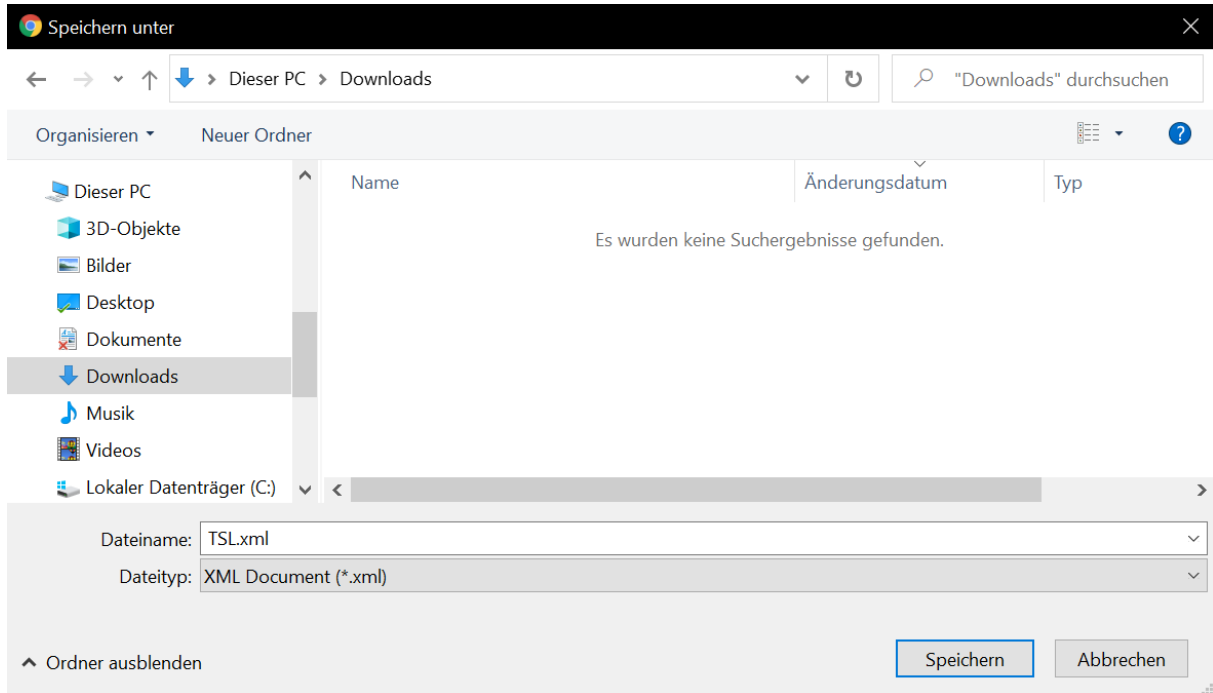 Speichern unter
Dieser PC > Downloads
"Downloads" durchsuchen
Organisieren
Neuer Ordner
?
Dieser PC
3D-Objekte
Bilder
Desktop
Dokumente
Downloads
Musik
Videos
Lokaler Datenträger (C:)
Name
Änderungsdatum
Typ
Es wurden keine Suchergebnisse gefunden.
Dateiname: TSL.xml
Dateityp: XML Document (*.xml)
Ordner ausblenden
Speichern
Abbrechen